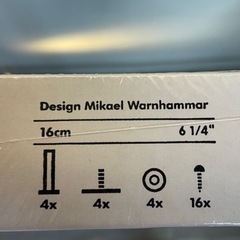 Design Mikael Warnhammar
16cm 6 1/4"
4x 4x 4x 16x